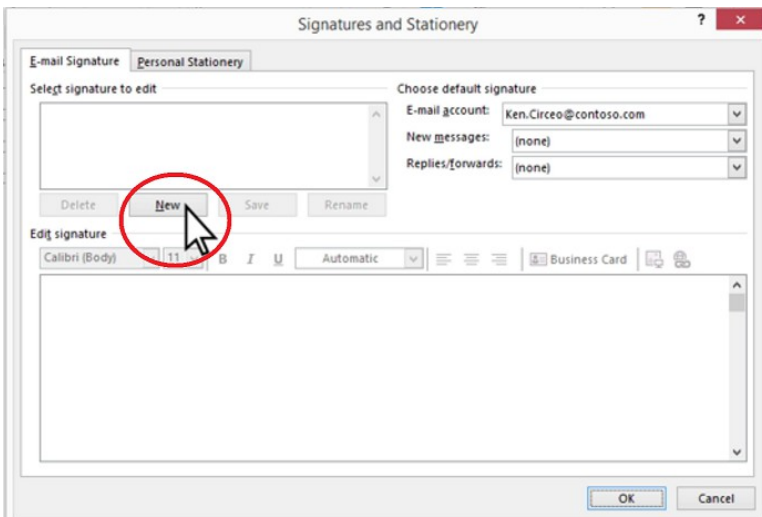 Signatures and Stationery ?
E-mail Signature Personal Stationery
Select signature to edit
Choose default signature
E-mail account: Ken.Circeo@contoso.com
New messages: (none)
Replies/forwards: (none)
Delete New Save Rename
Edit signature
Calibri (Body) 11 B I U Automatic Business Card
OK Cancel